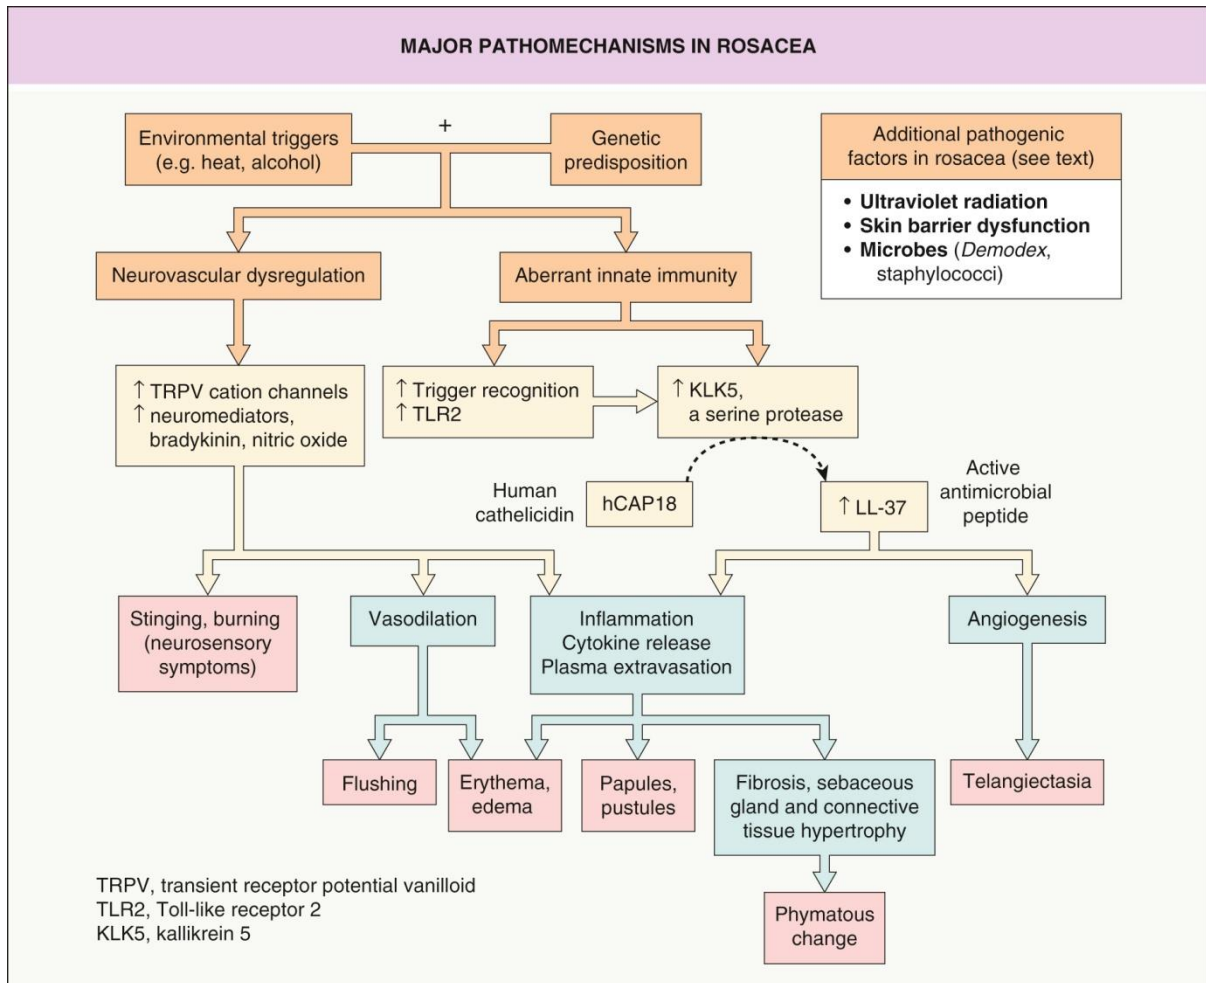 MAJOR PATHOMECHANISMS IN ROSACEA
Environmental triggers
(e.g. heat, alcohol)
+
Genetic
predisposition
Additional pathogenic
factors in rosacea (see text)
• Ultraviolet radiation
• Skin barrier dysfunction
• Microbes (Demodex,
staphylococci)
Neurovascular dysregulation
Aberrant innate immunity
↑ TRPV cation channels
↑ neuromediators,
bradykinin, nitric oxide
↑ Trigger recognition
↑ TLR2
↑ KLK5,
a serine protease
Human
cathelicidin
hCAP18
↑ LL-37
Active
antimicrobial
peptide
Stinging, burning
(neurosensory
symptoms)
Vasodilation
Inflammation
Cytokine release
Plasma extravasation
Angiogenesis
Flushing
Erythema,
edema
Papules,
pustules
Fibrosis, sebaceous
gland and connective
tissue hypertrophy
Telangiectasia
Phymatous
change
TRPV, transient receptor potential vanilloid
TLR2, Toll-like receptor 2
KLK5, kallikrein 5